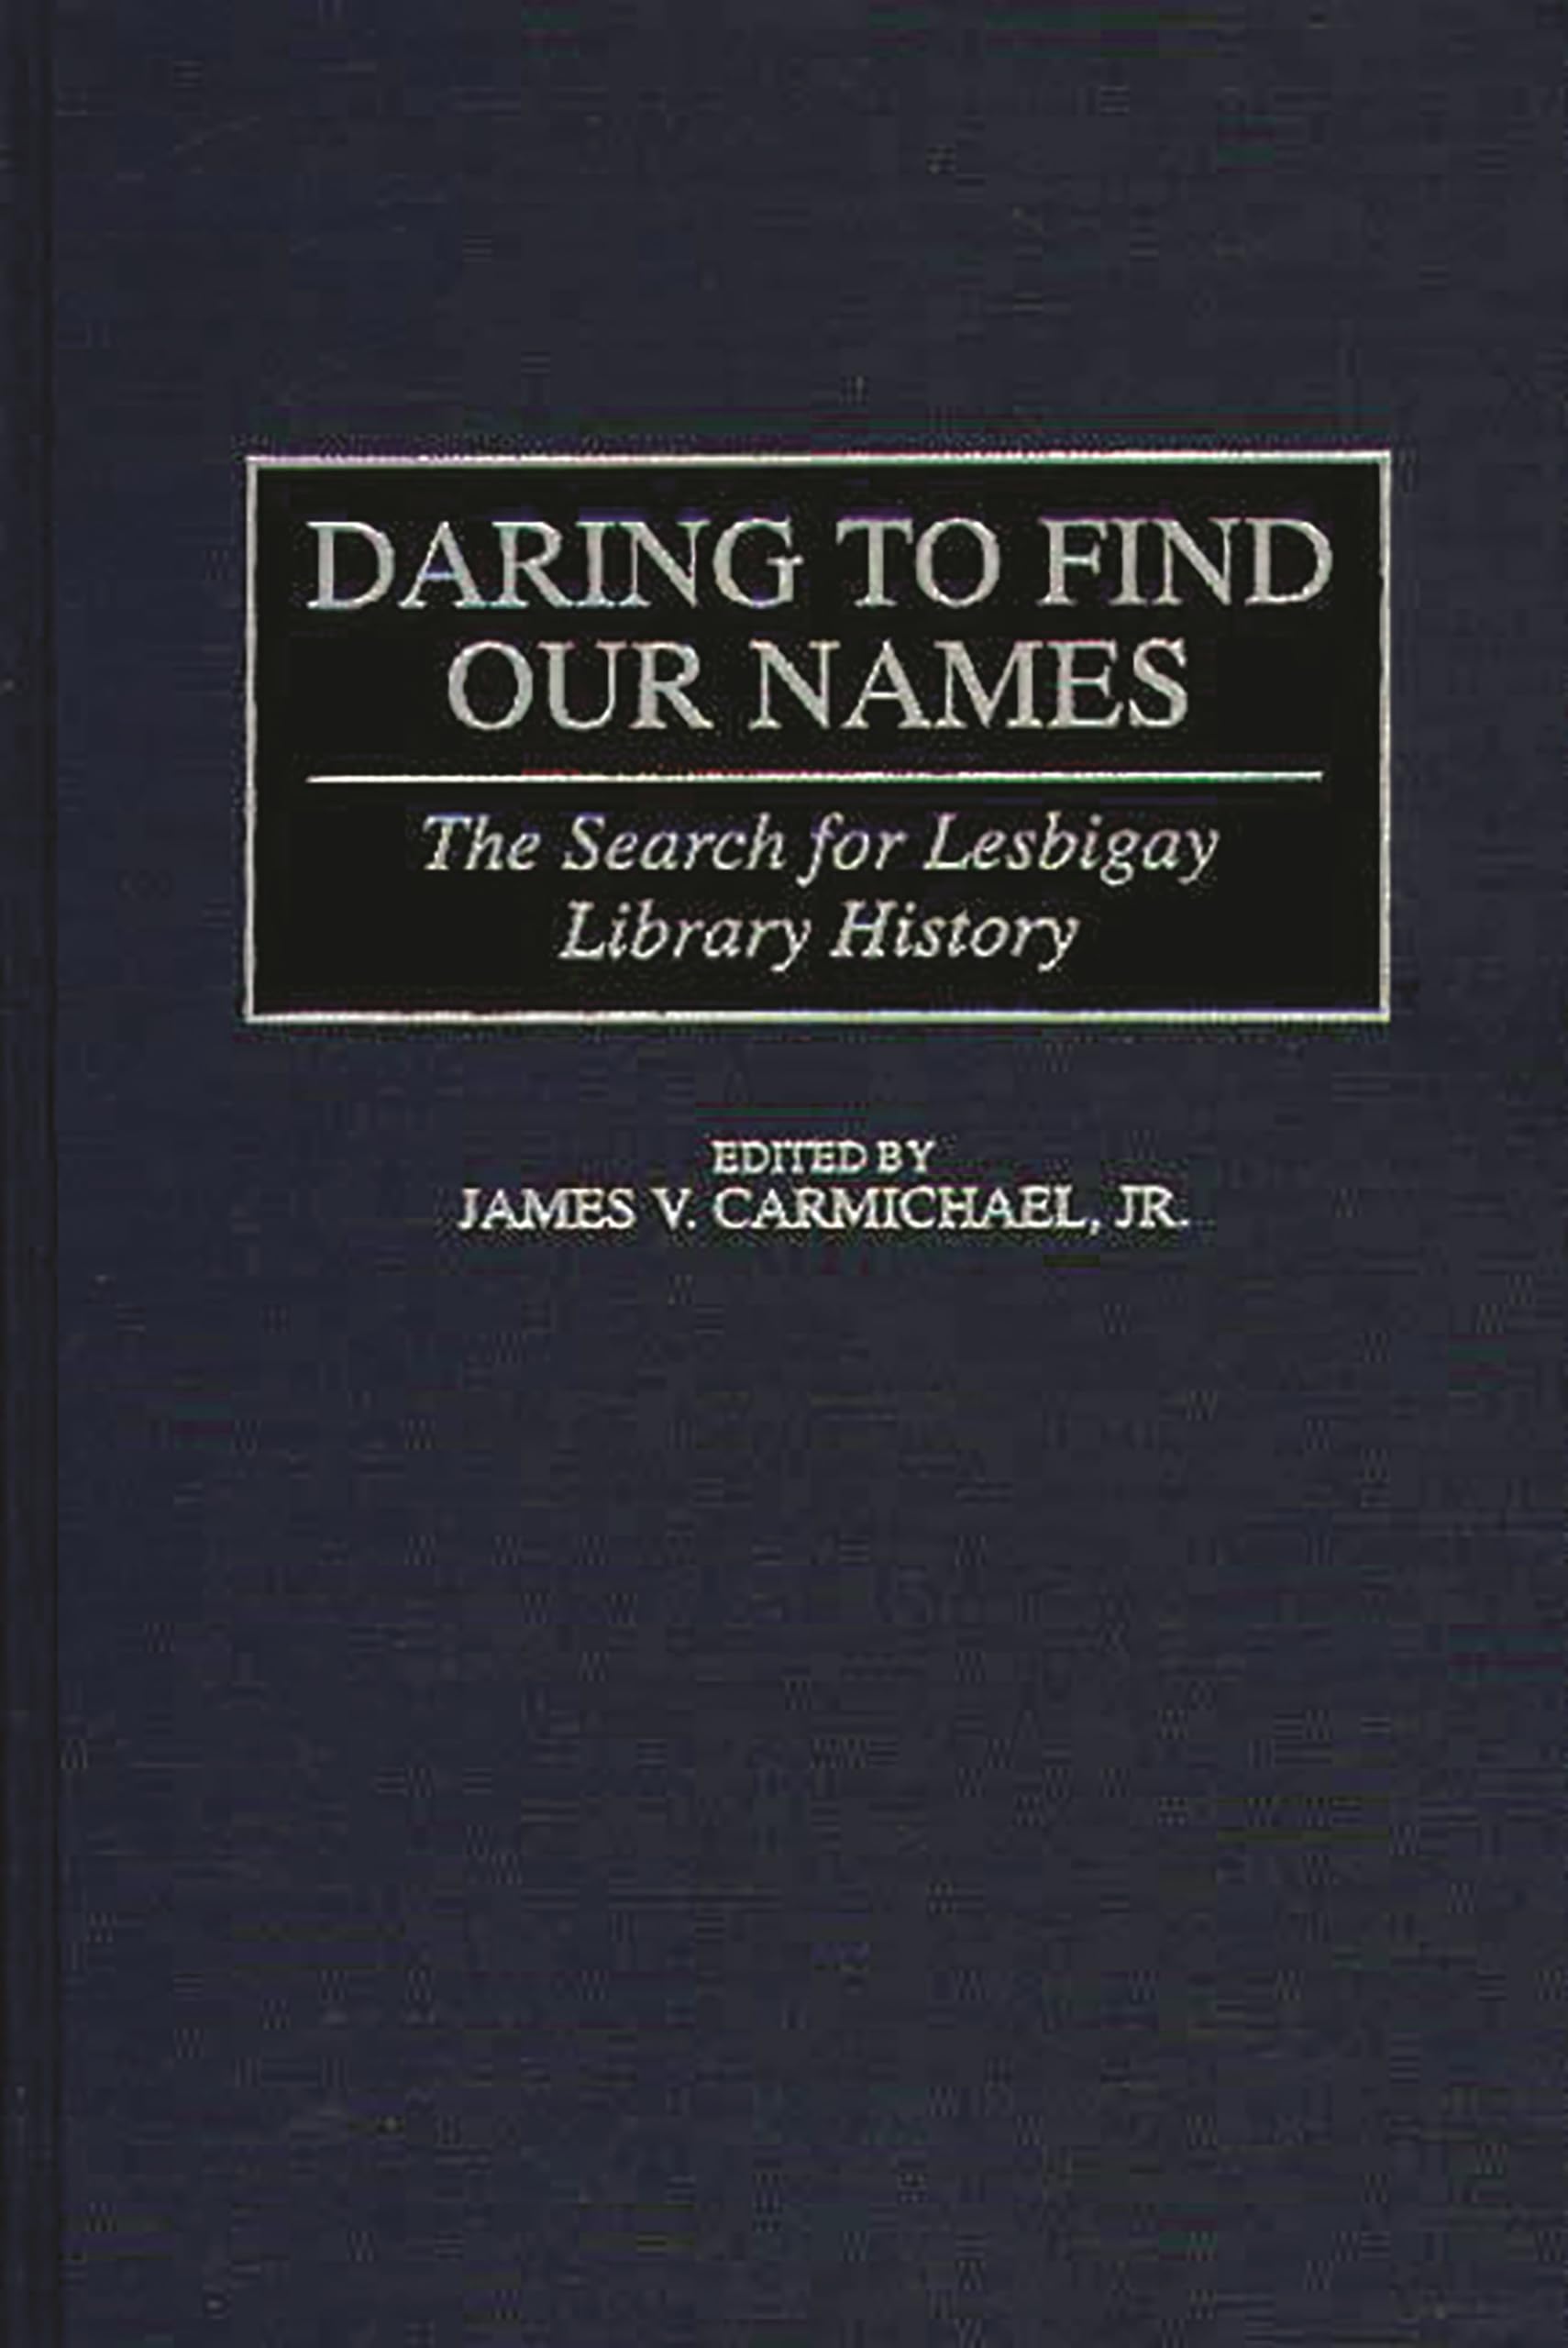 DARING TO FIND
OUR NAMES
The Search for Lesbigay
Library History
EDITED BY
JAMES V. CARMICHAEL, JR.